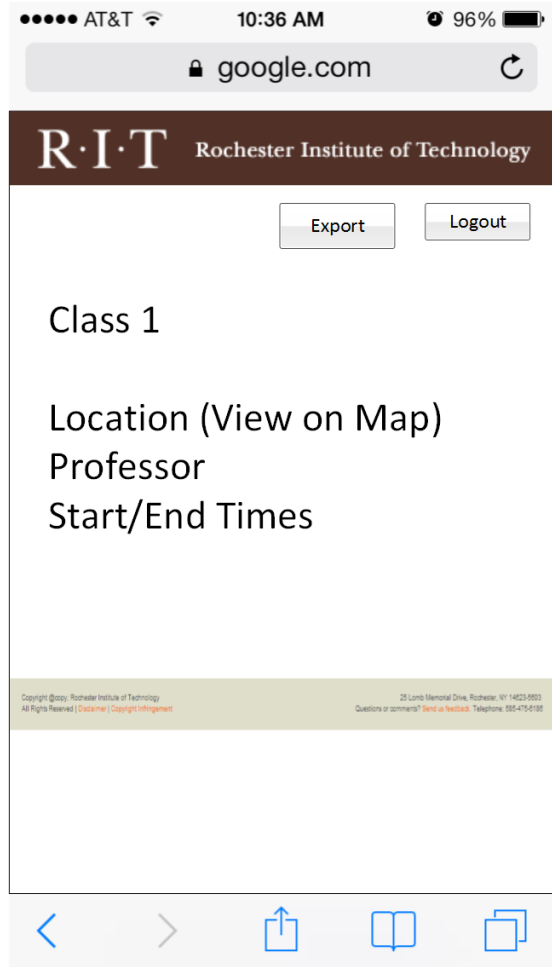 AT&T 10:36 AM 96%
google.com
R·I·T Rochester Institute of Technology
Export Logout
Class 1
Location (View on Map)
Professor
Start/End Times
Copyright @copy; Rochester Institute of Technology
All Rights Reserved | Disclaimer | Copyright Infringement
25 Lomb Memorial Drive, Rochester, NY 14623-5603
Questions or comments? Send us feedback. Telephone: 585-475-6186